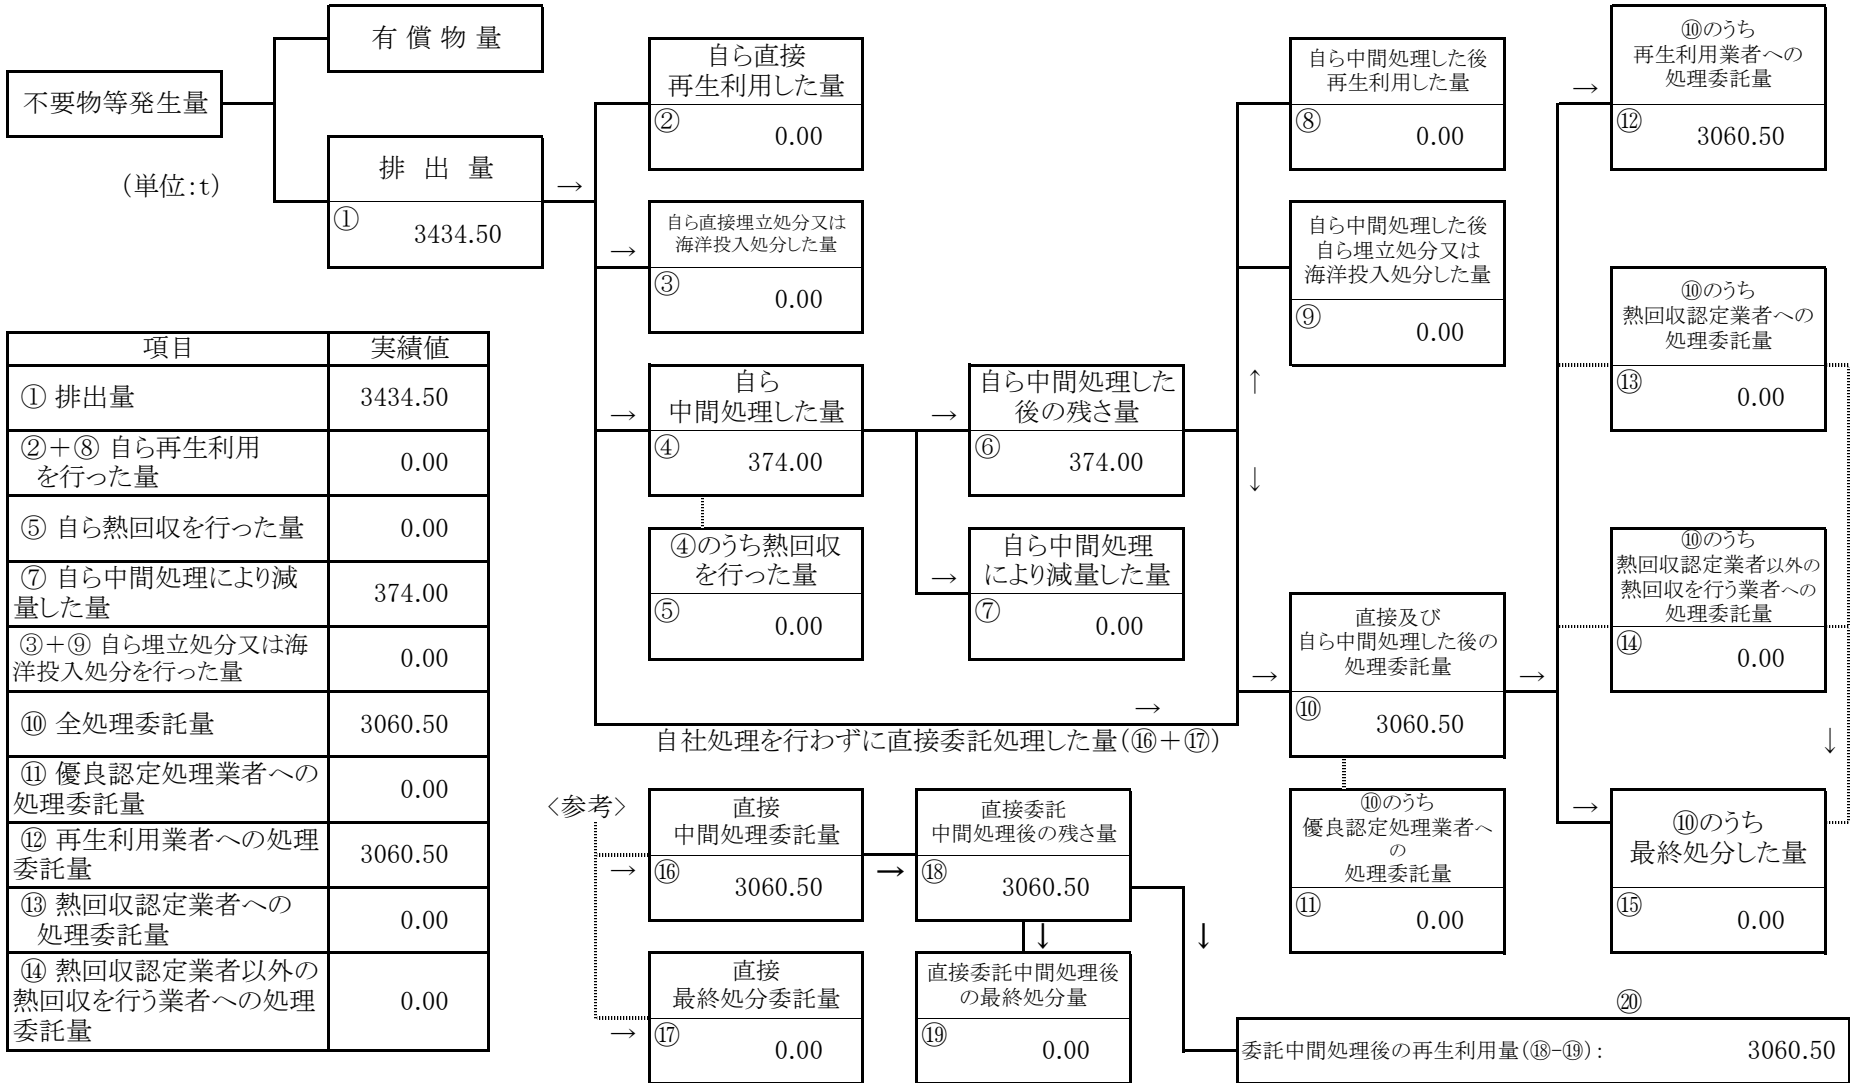 有 償 物 量
不要物等発生量
(単位:t)
排 出 量
①
3434.50
→
自ら直接
再生利用した量
②
0.00
→
自ら直接埋立処分又は
海洋投入処分した量
③
0.00
→
自ら
中間処理した量
④
374.00
④のうち熱回収
を行った量
⑤
0.00
→
自ら中間処理した
後の残さ量
⑥
374.00
→
自ら中間処理
により減量した量
⑦
0.00
自ら中間処理した後
再生利用した量
⑧
0.00
自ら中間処理した後
自ら埋立処分又は
海洋投入処分した量
⑨
0.00
↑
↓
→
自社処理を行わずに直接委託処理した量(⑯+⑰)
→
直接及び
自ら中間処理した後の
処理委託量
⑩
3060.50
⑩のうち
優良認定処理業者へ
の
処理委託量
⑪
0.00
→
→
⑩のうち
再生利用業者への
処理委託量
⑫
3060.50
⑩のうち
熱回収認定業者への
処理委託量
⑬
0.00
⑩のうち
熱回収認定業者以外の
熱回収を行う業者への
処理委託量
⑭
0.00
↓
→
⑩のうち
最終処分した量
⑮
0.00
項目 実績値
① 排出量 3434.50
②+⑧ 自ら再生利用
を行った量 0.00
⑤ 自ら熱回収を行った量 0.00
⑦ 自ら中間処理により減
量した量 374.00
③+⑨ 自ら埋立処分又は海
洋投入処分を行った量 0.00
⑩ 全処理委託量 3060.50
⑪ 優良認定処理業者への
処理委託量 0.00
⑫ 再生利用業者への処理
委託量 3060.50
⑬ 熱回収認定業者への
処理委託量 0.00
⑭ 熱回収認定業者以外の
熱回収を行う業者への処理
委託量 0.00
〈参考〉
→
直接
中間処理委託量
⑯
3060.50
→
直接委託
中間処理後の残さ量
⑱
3060.50
↓
↓
→
直接
最終処分委託量
⑰
0.00
直接委託中間処理後
の最終処分量
⑲
0.00
⑳
委託中間処理後の再生利用量(⑱-⑲): 3060.50